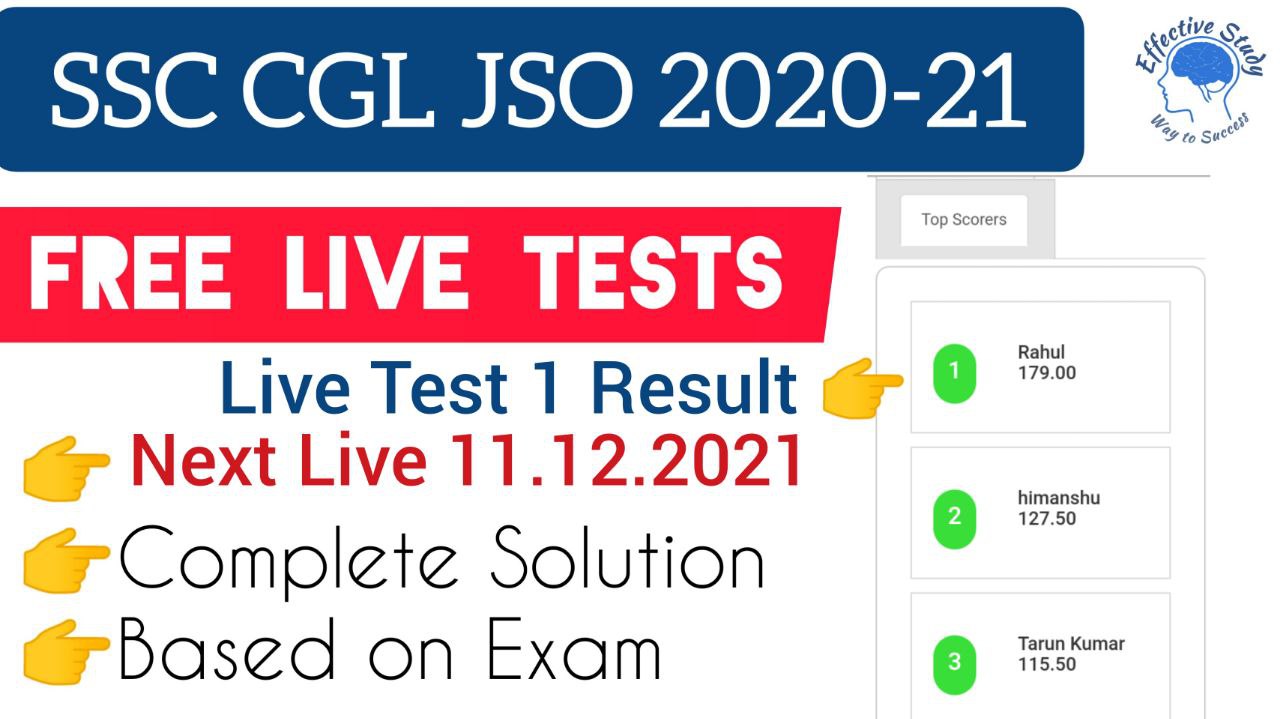 SSC CGL JSO 2020-21
Effective Study
Way to Success
FREE LIVE TESTS
Live Test 1 Result
Next Live 11.12.2021
Complete Solution
Based on Exam
Top Scorers
1
Rahul
179.00
2
himanshu
127.50
3
Tarun Kumar
115.50